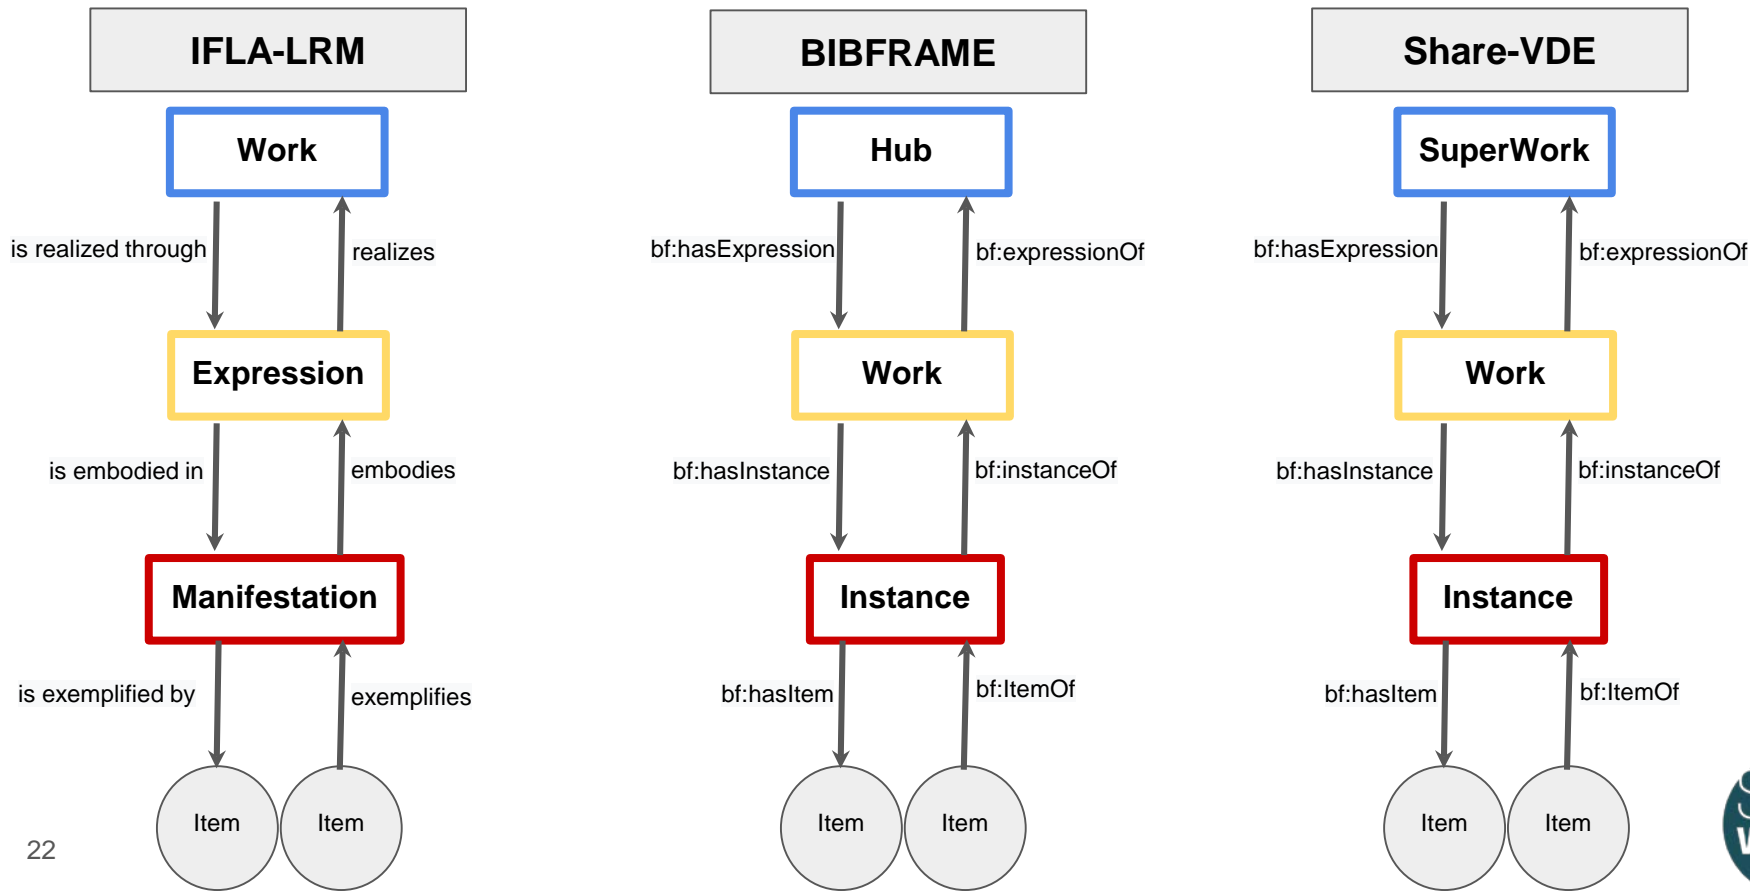 IFLA-LRM
BIBFRAME
Share-VDE
Work
Hub
SuperWork
is realized through
realizes
bf:hasExpression
bf:expressionOf
bf:hasExpression
bf:expressionOf
Expression
Work
Work
is embodied in
embodies
bf:hasInstance
bf:instanceOf
bf:hasInstance
bf:instanceOf
Manifestation
Instance
Instance
is exemplified by
exemplifies
bf:hasItem
bf:ItemOf
bf:hasItem
bf:ItemOf
Item
Item
Item
Item
Item
Item
22